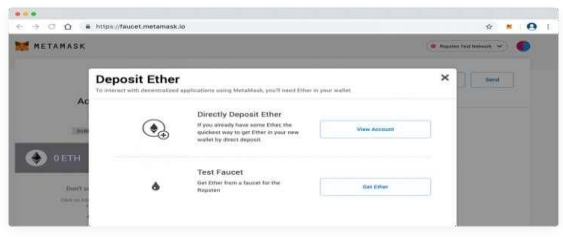 https://faucet.metamask.io
METAMASK
Ropsten Test Network
Deposit Ether
To interact with decentralized applications using MetaMask, you'll need Ether in your wallet.
Send
Ac
Directly Deposit Ether
If you already have some Ether, the
quickest way to get Ether in your new
wallet by direct deposit.
View Account
0 ETH
Test Faucet
Get Ether from a faucet for the
Ropsten
Get Ether